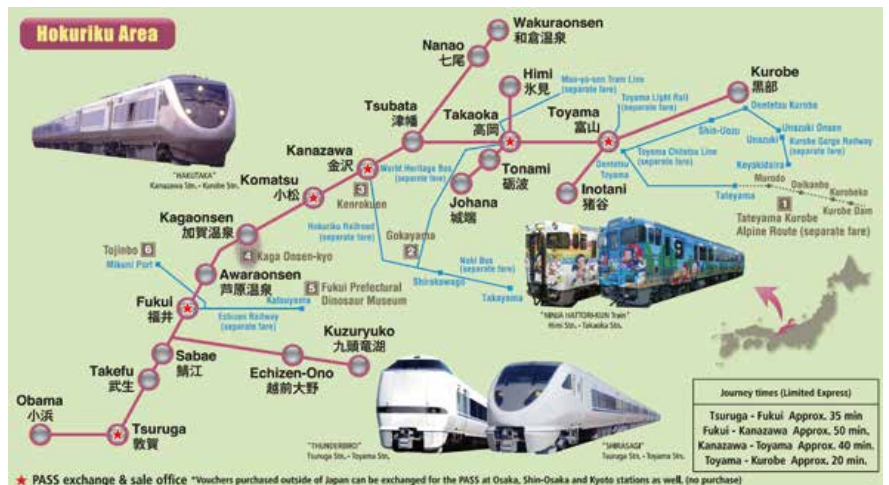 Hokuriku Area
Wakuraonsen
和倉温泉
Nanao
七尾
Himi
氷見
Man-yo-sen Tram Line
(separate fare)
Toyama Light Rail
(separate fare)
Kurobe
黒部
Tsubata
津幡
Takaoka
高岡
Toyama
富山
Dentetsu Kurobe
Shin-Uozu
Unazuki Onsen
Unazuki
Kurobe Gorge Railway
(separate fare)
Keyakidaira
"HAKUTAKA"
Kanazawa Stn. - Kurobe Stn.
Kanazawa
金沢
World Heritage Bus
(separate fare)
Toyama Chitetsu Line
(separate fare)
Dentetsu
Toyama
Tonami
砺波
Komatsu
小松
3
Kenrokuen
Johana
城端
Inotani
猪谷
Tateyama
Murodo
Daikanbo
Kurobeko
Kurobe Dam
1
Tateyama Kurobe
Alpine Route (separate fare)
Kagaonsen
加賀温泉
Hokuriku Railroad
(separate fare)
Gokayama
2
Nohi Bus
(separate fare)
Tojinbo 6
Mikuni Port
4 Kaga Onsen-kyo
Shirakawago
Takayama
Awaraonsen
芦原温泉
5 Fukui Prefectural
Dinosaur Museum
Katsuyama
Fukui
福井
Echizen Railway
(separate fare)
"NINJA HATTORI-KUN Train"
Himi Stn. - Takaoka Stn.
Kuzuryuko
九頭竜湖
Sabae
鯖江
Takefu
武生
Echizen-Ono
越前大野
Obama
小浜
Tsuruga
敦賀
"THUNDERBIRD"
Tsuruga Stn. - Toyama Stn.
"SHIRASAGI"
Tsuruga Stn. - Toyama Stn.
Journey times (Limited Express)
Tsuruga - Fukui Approx. 35 min
Fukui - Kanazawa Approx. 50 min.
Kanazawa - Toyama Approx. 40 min.
Toyama - Kurobe Approx. 20 min.
★ PASS exchange & sale office *Vouchers purchased outside of Japan can be exchanged for the PASS at Osaka, Shin-Osaka and Kyoto stations as well. (no purchase)